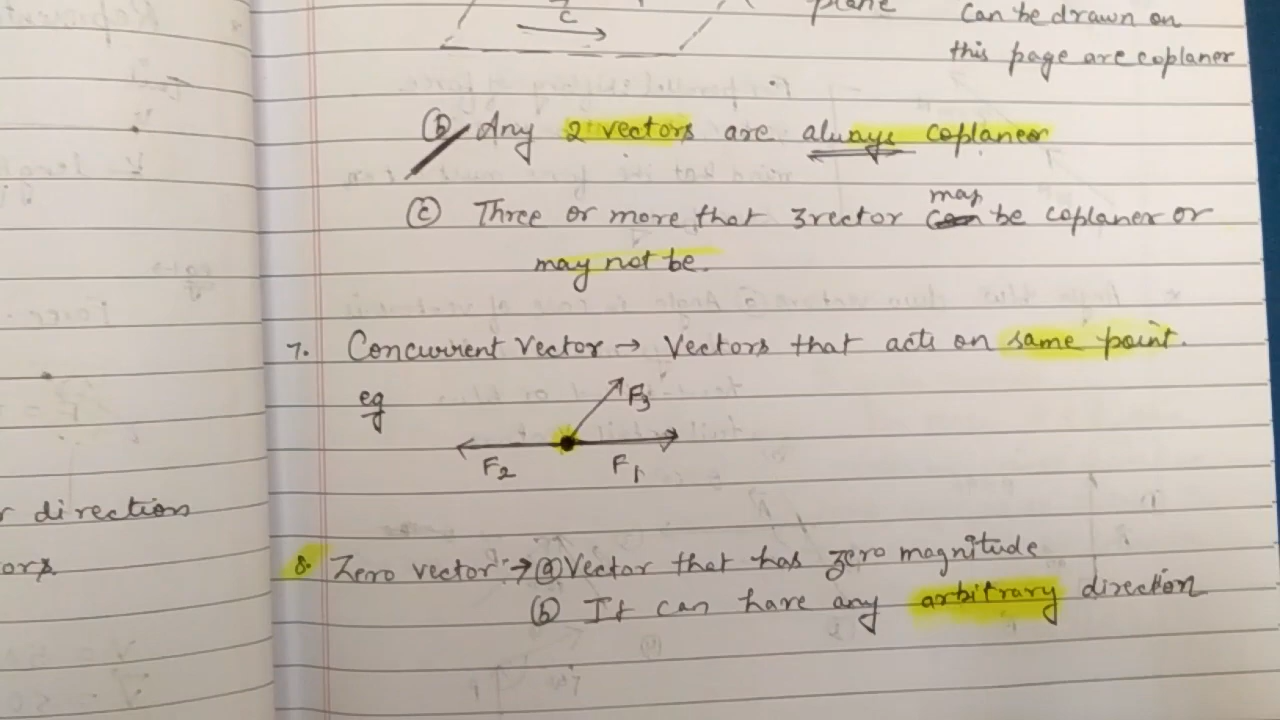 plane
Can be drawn on
this page are coplaner
C
(b) Any 2 vectors are always coplaner
(c) Three or more that 3 vector may be coplaner or
may not be.
7. Concurrent Vector → Vectors that acts on same point.
eg
F3
F2
F1
r direction
ors
8. Zero vector → (a) Vector that has zero magnitude
(b) It can have any arbitrary direction